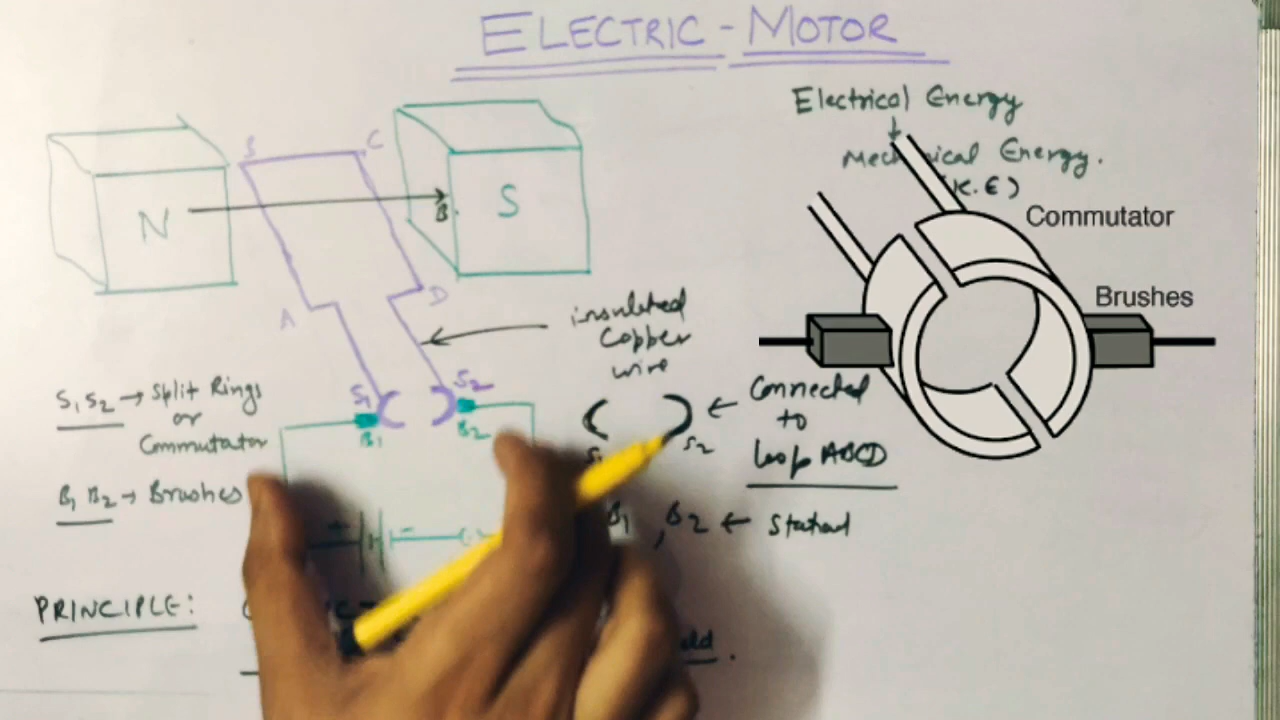 ELECTRIC - MOTOR
Electrical Energy
↓
Mechanical Energy.
(K.E)
Commutator
Brushes
N
S
B
B
C
A
D
insulated
Copper
wire
S1 S2 → Split Rings
or
Commutator
B1 B2 → Brushes
S1
S2
B1
B2
+
-
S2
← Connected
to
loop ABCD
B1 , B2 ←
PRINCIPLE: